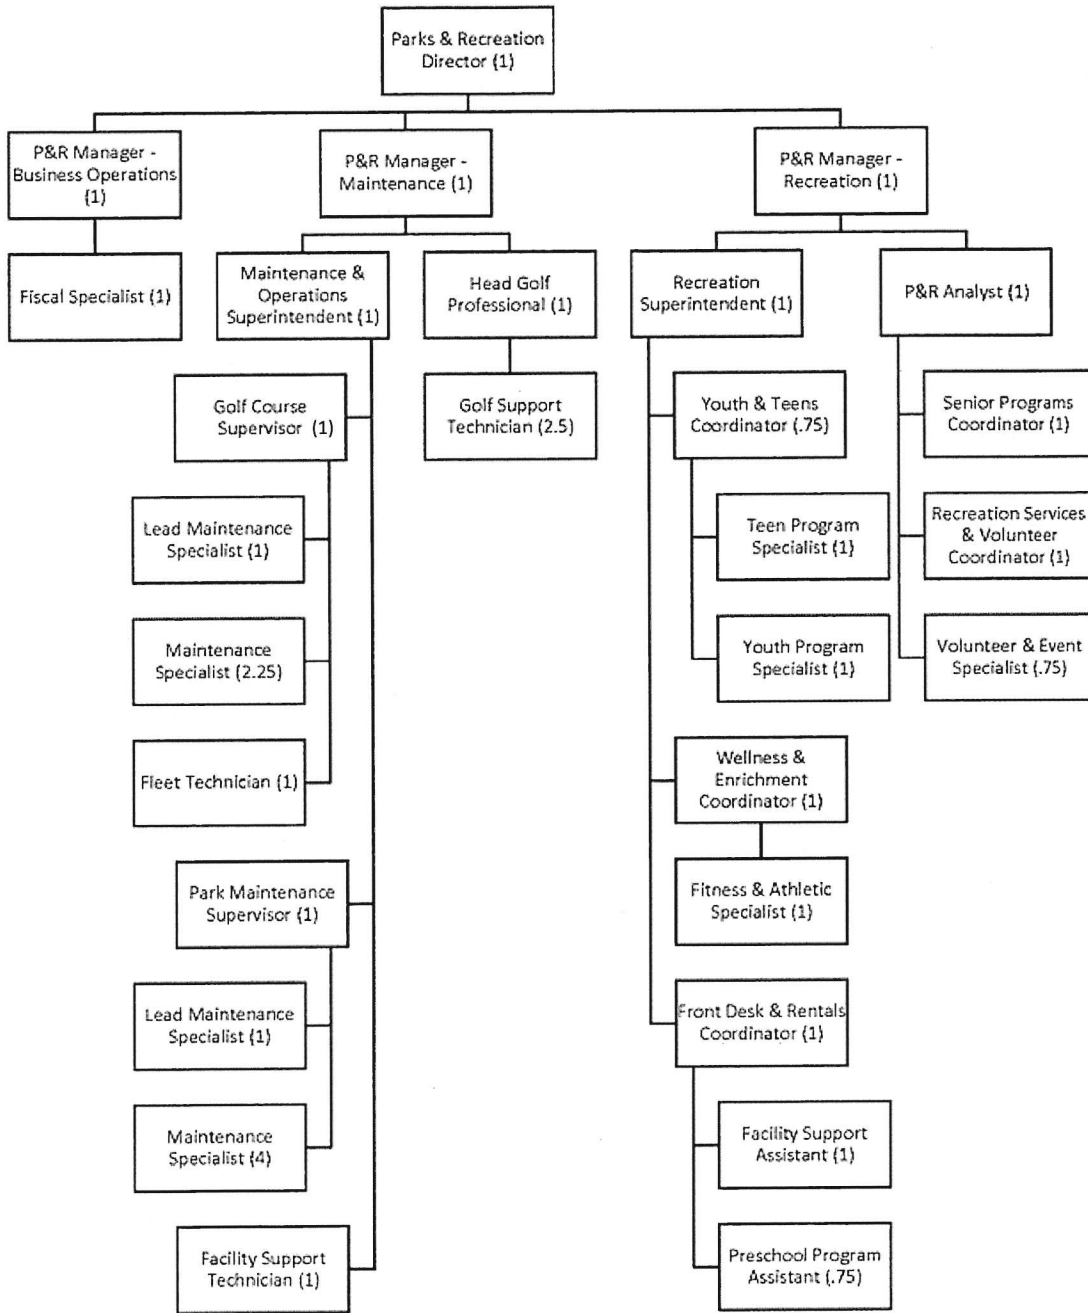 Parks & Recreation
Director (1)
P&R Manager -
Business Operations
(1)
P&R Manager -
Maintenance (1)
P&R Manager -
Recreation (1)
Fiscal Specialist (1)
Maintenance &
Operations
Superintendent (1)
Head Golf
Professional (1)
Recreation
Superintendent (1)
P&R Analyst (1)
Golf Course
Supervisor (1)
Golf Support
Technician (2.5)
Youth & Teens
Coordinator (.75)
Senior Programs
Coordinator (1)
Lead Maintenance
Specialist (1)
Teen Program
Specialist (1)
Recreation Services
& Volunteer
Coordinator (1)
Maintenance
Specialist (2.25)
Youth Program
Specialist (1)
Volunteer & Event
Specialist (.75)
Fleet Technician (1)
Wellness &
Enrichment
Coordinator (1)
Park Maintenance
Supervisor (1)
Fitness & Athletic
Specialist (1)
Lead Maintenance
Specialist (1)
Front Desk & Rentals
Coordinator (1)
Maintenance
Specialist (4)
Facility Support
Assistant (1)
Facility Support
Technician (1)
Preschool Program
Assistant (.75)